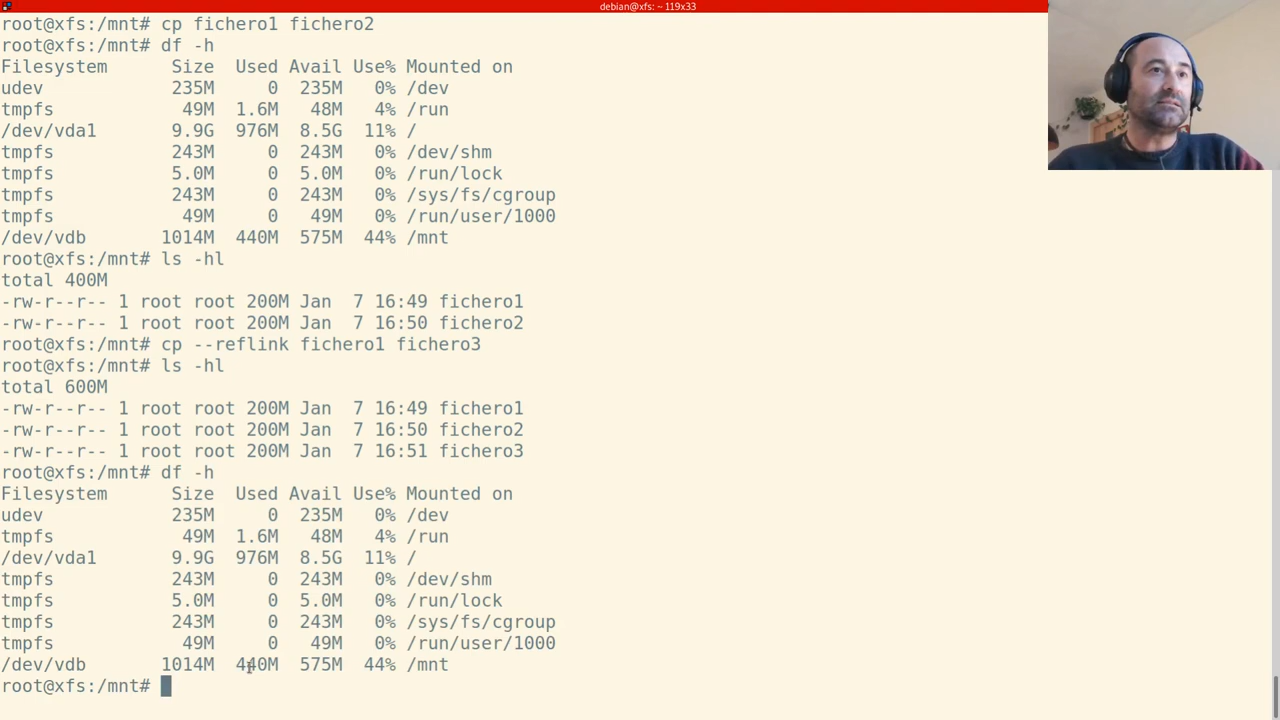 debian@xfs: ~ 119x33
root@xfs:/mnt# cp fichero1 fichero2
root@xfs:/mnt# df -h
Filesystem      Size  Used Avail Use% Mounted on
udev            235M     0  235M   0% /dev
tmpfs            49M  1.6M   48M   4% /run
/dev/vda1       9.9G  976M  8.5G  11% /
tmpfs           243M     0  243M   0% /dev/shm
tmpfs           5.0M     0  5.0M   0% /run/lock
tmpfs           243M     0  243M   0% /sys/fs/cgroup
tmpfs            49M     0   49M   0% /run/user/1000
/dev/vdb       1014M  440M  575M  44% /mnt
root@xfs:/mnt# ls -hl
total 400M
-rw-r--r-- 1 root root 200M Jan  7 16:49 fichero1
-rw-r--r-- 1 root root 200M Jan  7 16:50 fichero2
root@xfs:/mnt# cp --reflink fichero1 fichero3
root@xfs:/mnt# ls -hl
total 600M
-rw-r--r-- 1 root root 200M Jan  7 16:49 fichero1
-rw-r--r-- 1 root root 200M Jan  7 16:50 fichero2
-rw-r--r-- 1 root root 200M Jan  7 16:51 fichero3
root@xfs:/mnt# df -h
Filesystem      Size  Used Avail Use% Mounted on
udev            235M     0  235M   0% /dev
tmpfs            49M  1.6M   48M   4% /run
/dev/vda1       9.9G  976M  8.5G  11% /
tmpfs           243M     0  243M   0% /dev/shm
tmpfs           5.0M     0  5.0M   0% /run/lock
tmpfs           243M     0  243M   0% /sys/fs/cgroup
tmpfs            49M     0   49M   0% /run/user/1000
/dev/vdb       1014M  440M  575M  44% /mnt
root@xfs:/mnt#